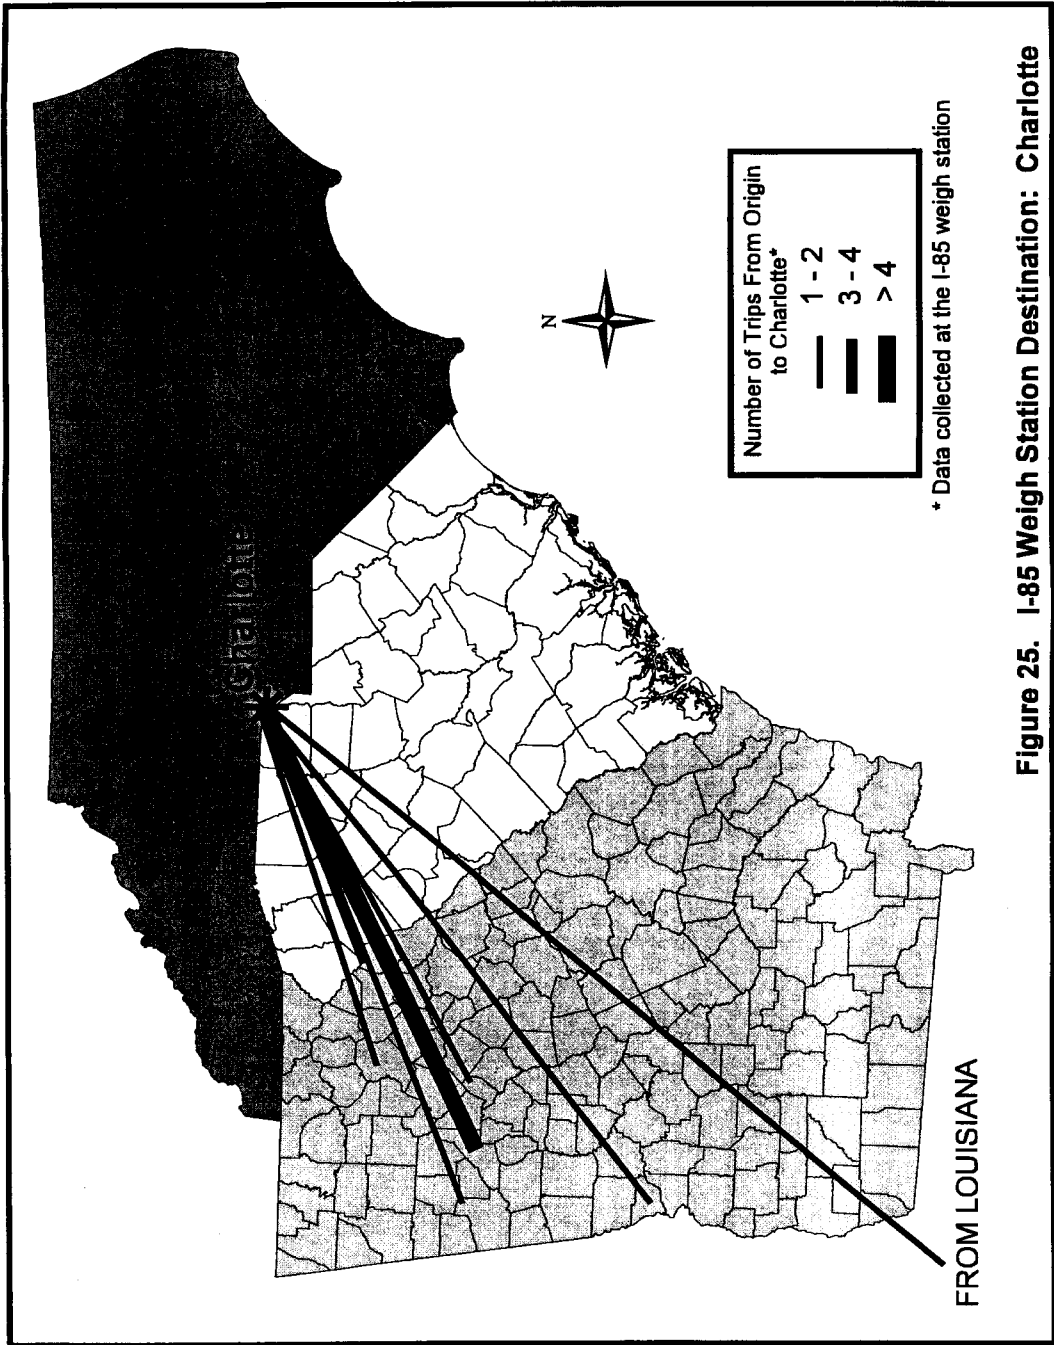 Charlotte
N
Number of Trips From Origin
to Charlotte*
1 - 2
3 - 4
> 4
* Data collected at the I-85 weigh station
FROM LOUISIANA
Figure 25. I-85 Weigh Station Destination: Charlotte